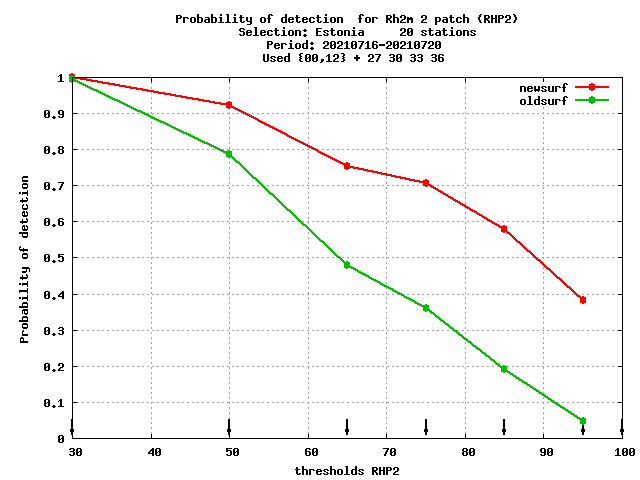 Probability of detection  for Rh2m 2 patch (RHP2)
Selection: Estonia     20 stations
Period: 20210716-20210720
Used {00,12} + 27 30 33 36
newsurf
oldsurf
1
0.9
0.8
0.7
0.6
0.5
0.4
0.3
0.2
0.1
0
Probability of detection
30 40 50 60 70 80 90 100
thresholds RHP2